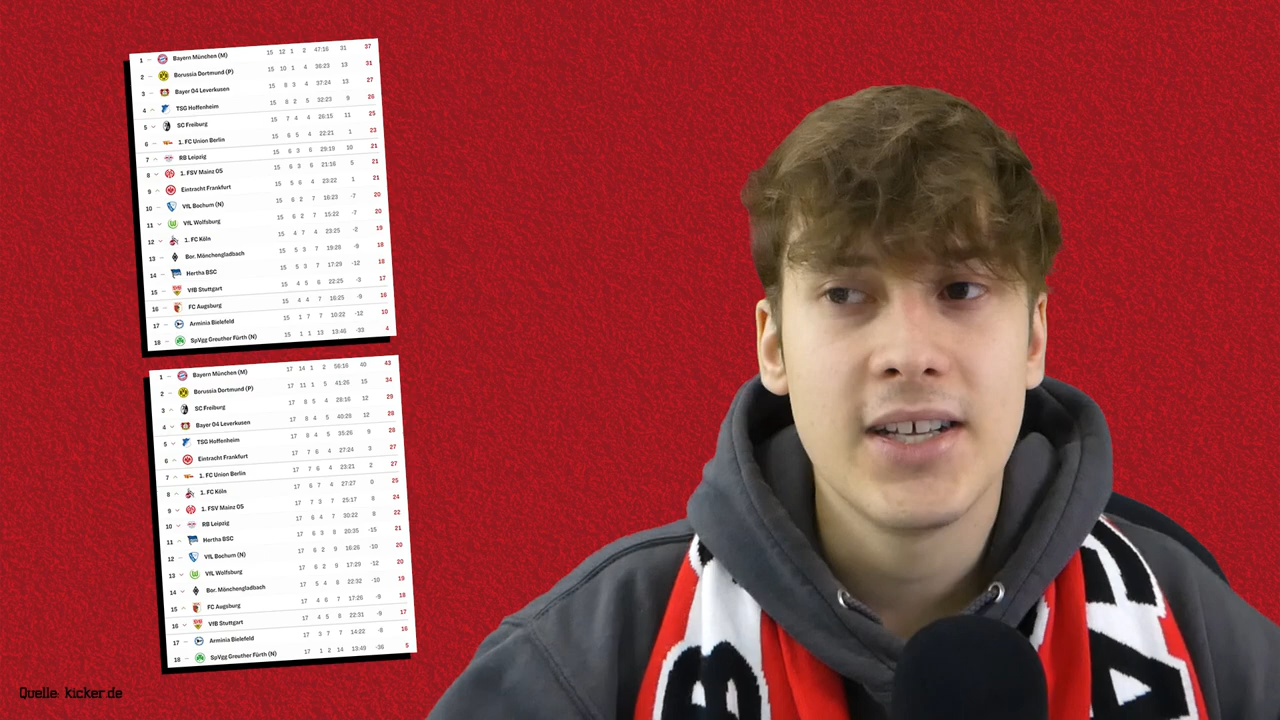 1 Bayern München (M) 15 12 1 2 47:16 31 37
2 Borussia Dortmund (P) 15 10 1 4 36:23 13 31
3 Bayer 04 Leverkusen 15 8 3 4 37:24 13 27
4 TSG Hoffenheim 15 8 2 5 32:23 9 26
5 SC Freiburg 15 7 4 4 26:15 11 25
6 1. FC Union Berlin 15 6 5 4 22:21 1 23
7 RB Leipzig 15 6 3 6 29:19 10 21
8 1. FSV Mainz 05 15 6 3 6 21:16 5 21
9 Eintracht Frankfurt 15 5 6 4 23:22 1 21
10 VfL Bochum (N) 15 6 2 7 16:23 -7 20
11 VfL Wolfsburg 15 6 2 7 15:22 -7 20
12 1. FC Köln 15 4 7 4 23:25 -2 19
13 Bor. Mönchengladbach 15 5 3 7 19:28 -9 18
14 Hertha BSC 15 5 3 7 17:29 -12 18
15 VfB Stuttgart 15 4 5 6 22:25 -3 17
16 FC Augsburg 15 4 4 7 16:25 -9 16
17 Arminia Bielefeld 15 1 7 7 10:22 -12 10
18 SpVgg Greuther Fürth (N) 15 1 1 13 13:46 -33 4
1 Bayern München (M) 17 14 1 2 56:16 40 43
2 Borussia Dortmund (P) 17 11 1 5 41:26 15 34
3 SC Freiburg 17 8 5 4 28:16 12 29
4 Bayer 04 Leverkusen 17 8 4 5 40:28 12 28
5 TSG Hoffenheim 17 8 4 5 35:26 9 28
6 Eintracht Frankfurt 17 7 6 4 27:24 3 27
7 1. FC Union Berlin 17 7 6 4 23:21 2 27
8 1. FC Köln 17 6 7 4 27:27 0 25
9 1. FSV Mainz 05 17 7 3 7 25:17 8 24
10 RB Leipzig 17 6 4 7 30:22 8 22
11 Hertha BSC 17 6 3 8 20:35 -15 21
12 VfL Bochum (N) 17 6 2 9 16:26 -10 20
13 VfL Wolfsburg 17 6 2 9 17:29 -12 20
14 Bor. Mönchengladbach 17 5 4 8 22:32 -10 19
15 FC Augsburg 17 4 6 7 17:26 -9 18
16 VfB Stuttgart 17 4 5 8 22:31 -9 17
17 Arminia Bielefeld 17 3 7 7 14:22 -8 16
18 SpVgg Greuther Fürth (N) 17 1 2 14 13:49 -36 5
Quelle: kicker.de